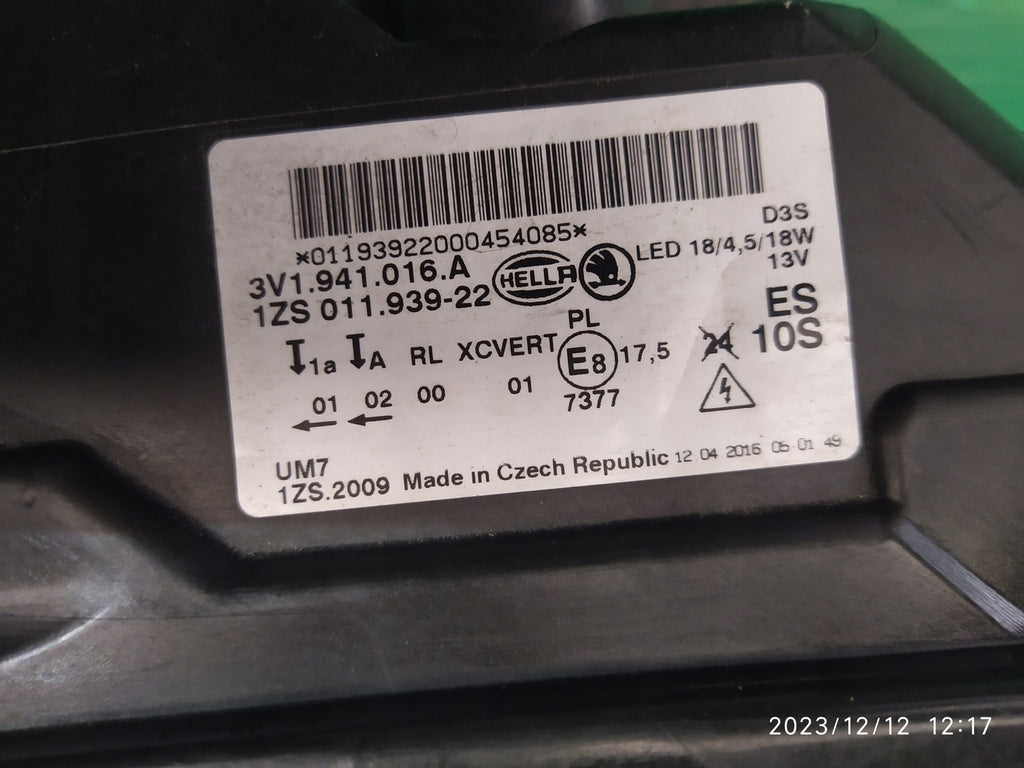 *01193922000454085*
D3S
3V1.941.016.A HELLA LED 18/4,5/18W
13V
1ZS 011.939-22
PL ES
1a A RL XCVERT E8 17,5 24 10S
01 02 00 01 7377
UM7
1ZS.2009 Made in Czech Republic 12 04 2016 05 01 49
2023/12/12 12:17